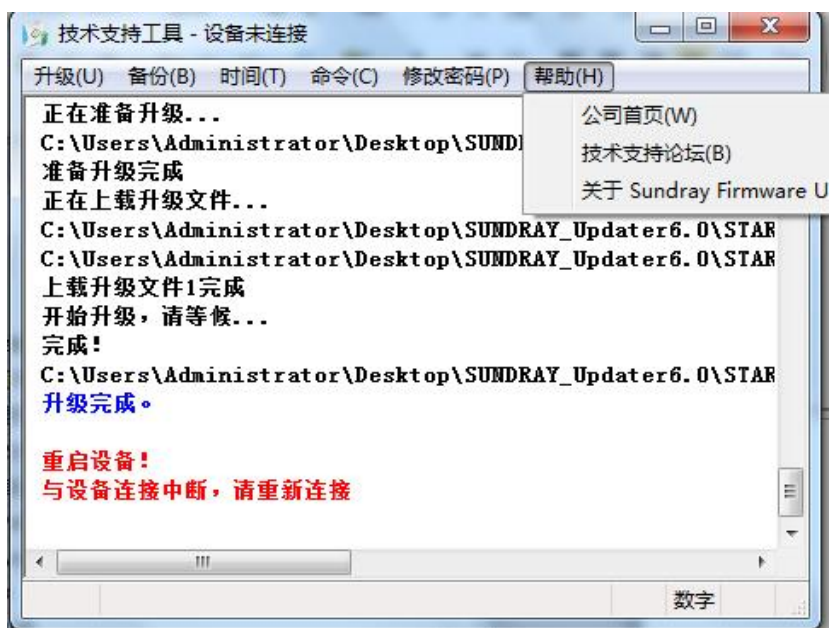 技术支持工具 - 设备未连接
升级(U) 备份(B) 时间(T) 命令(C) 修改密码(P) 帮助(H)
公司首页(W)
技术支持论坛(B)
关于 Sundray Firmware U
正在准备升级...
C:\Users\Administrator\Desktop\SUND
准备升级完成
正在上载升级文件...
C:\Users\Administrator\Desktop\SUNDRAY_Updater6.0\STAR
C:\Users\Administrator\Desktop\SUNDRAY_Updater6.0\STAR
上载升级文件1完成
开始升级，请等候...
完成！
C:\Users\Administrator\Desktop\SUNDRAY_Updater6.0\STAR
升级完成。
重启设备！
与设备连接中断，请重新连接
数字